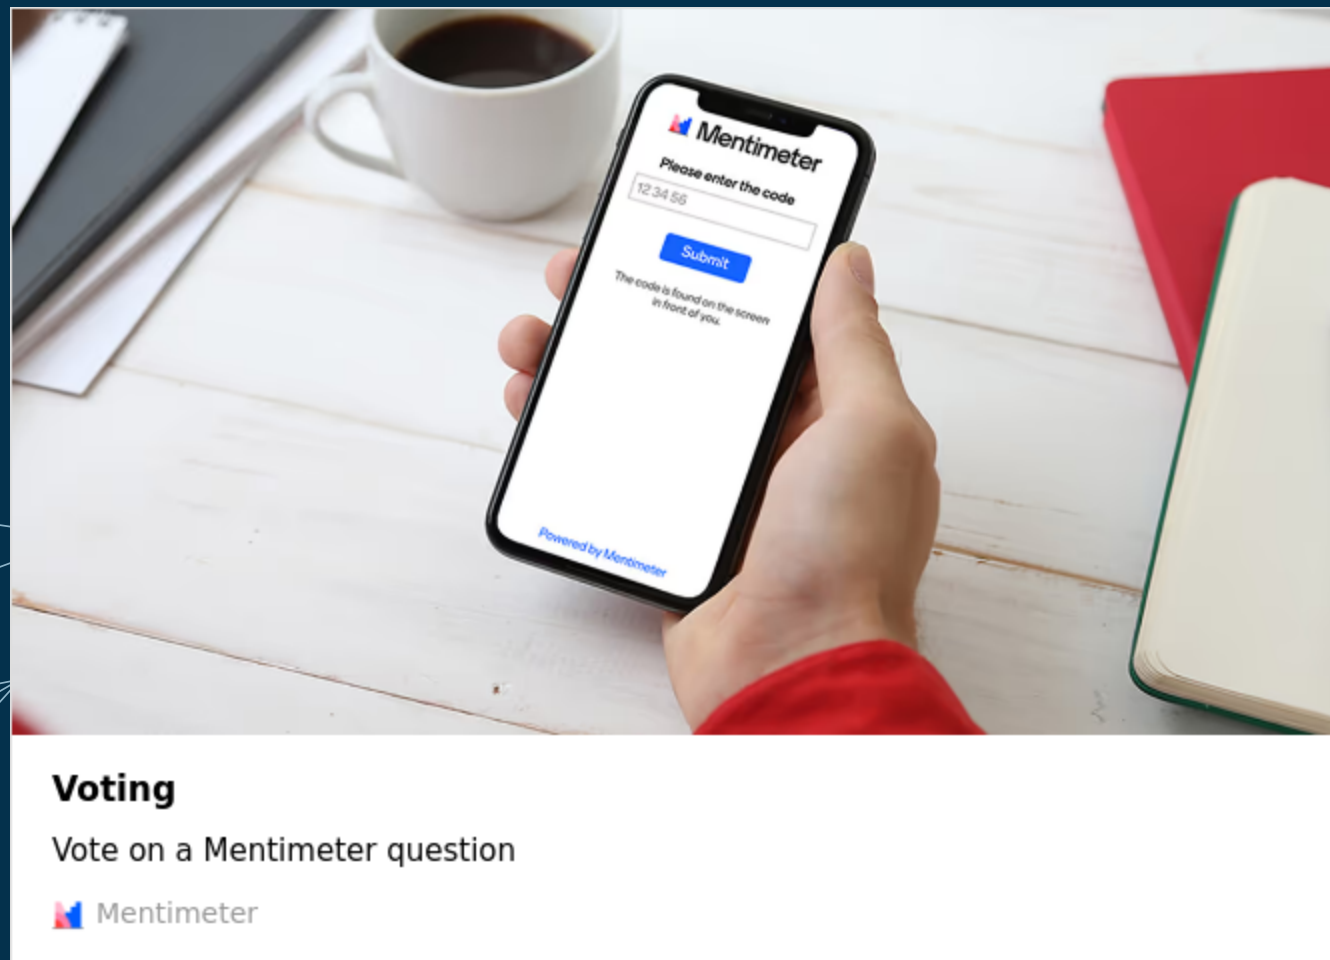 Mentimeter
Please enter the code
12 34 56
Submit
The code is found on the screen
in front of you.
Powered by Mentimeter
Voting
Vote on a Mentimeter question
Mentimeter